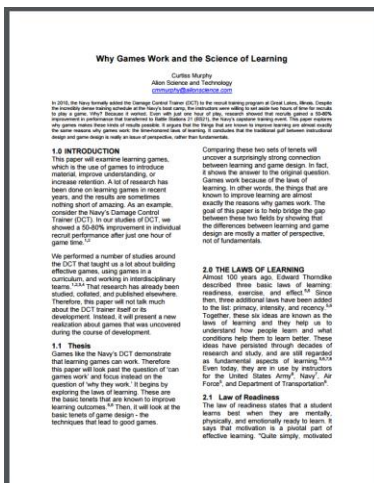 Why Games Work and the Science of Learning
Curtiss Murphy
Alion Science and Technology
cmmurphy@alionscience.com
In 2010, the Navy formally added the Damage Control Trainer (DCT) to the recruit training program at Great Lakes, Illinois. Despite
the incredibly dense training schedule at the Navy's boot camp, the instructors were willing to set aside two hours of time for recruits
to play a game. Why? Because it worked. Even with just one hour of play, research showed that recruits gained a 50-80%
improvement in performance that transferred to Battle Stations 21 (BS21), the Navy's capstone training event. This paper explores
why games makes these kinds of results possible. It argues that the things that are known to improve learning are almost exactly
the same reasons why games work: the time-honored laws of learning. It concludes that the traditional gulf between instructional
design and game design is really an issue of perspective, rather than fundamentals.
1.0 INTRODUCTION
This paper will examine learning games,
which is the use of games to introduce
material, improve understanding, or
increase retention. A lot of research has
been done on learning games in recent
years, and the results are sometimes
nothing short of amazing. As an example,
consider the Navy's Damage Control
Trainer (DCT). In our studies of DCT, we
showed a 50-80% improvement in individual
recruit performance after just one hour of
game time.
We performed a number of studies around
the DCT that taught us a lot about building
effective games, using games in a
curriculum, and working in interdisciplinary
teams. That research has already been
studied, collated, and published elsewhere.
Therefore, this paper will not talk much
about the DCT trainer itself or its
development. Instead, it will present a new
realization about games that was uncovered
during the course of development.
1.1 Thesis
Games like the Navy's DCT demonstrate
that learning games can work. Therefore
this paper will look past the question of 'can
games work' and focus instead on the
question of 'why they work.' It begins by
exploring the laws of learning. These are
the basic tenets that are known to improve
learning outcomes. Then, it will look at the
basic tenets of game design - the
techniques that lead to good games.
Comparing these two sets of tenets will
uncover a surprisingly strong connection
between learning and game design. In fact,
it shows the answer to the original question.
Games work because of the laws of
learning. In other words, the things that are
known to improve learning are almost
exactly the reasons why games work. The
goal of this paper is to help bridge the gap
between these two fields by showing that
the differences between learning and game
design are mostly a matter of perspective,
not of fundamentals.
2.0 THE LAWS OF LEARNING
Almost 100 years ago, Edward Thorndike
described three basic laws of learning:
readiness, exercise, and effect. Since
then, three additional laws have been added
to the list: primacy, intensity, and recency.
Together, these six ideas are known as the
laws of learning and they help us to
understand how people learn and what
conditions help them to learn better. These
ideas have persisted through decades of
research and study, and are still regarded
as fundamental aspects of learning.
Even today, they are in use by instructors
for the United States Army, Navy, Air
Force, and Department of Transportation.
2.1 Law of Readiness
The law of readiness states that a student
learns best when they are mentally,
physically, and emotionally ready to learn. It
says that motivation is a pivotal part of
effective learning. "Quite simply, motivated